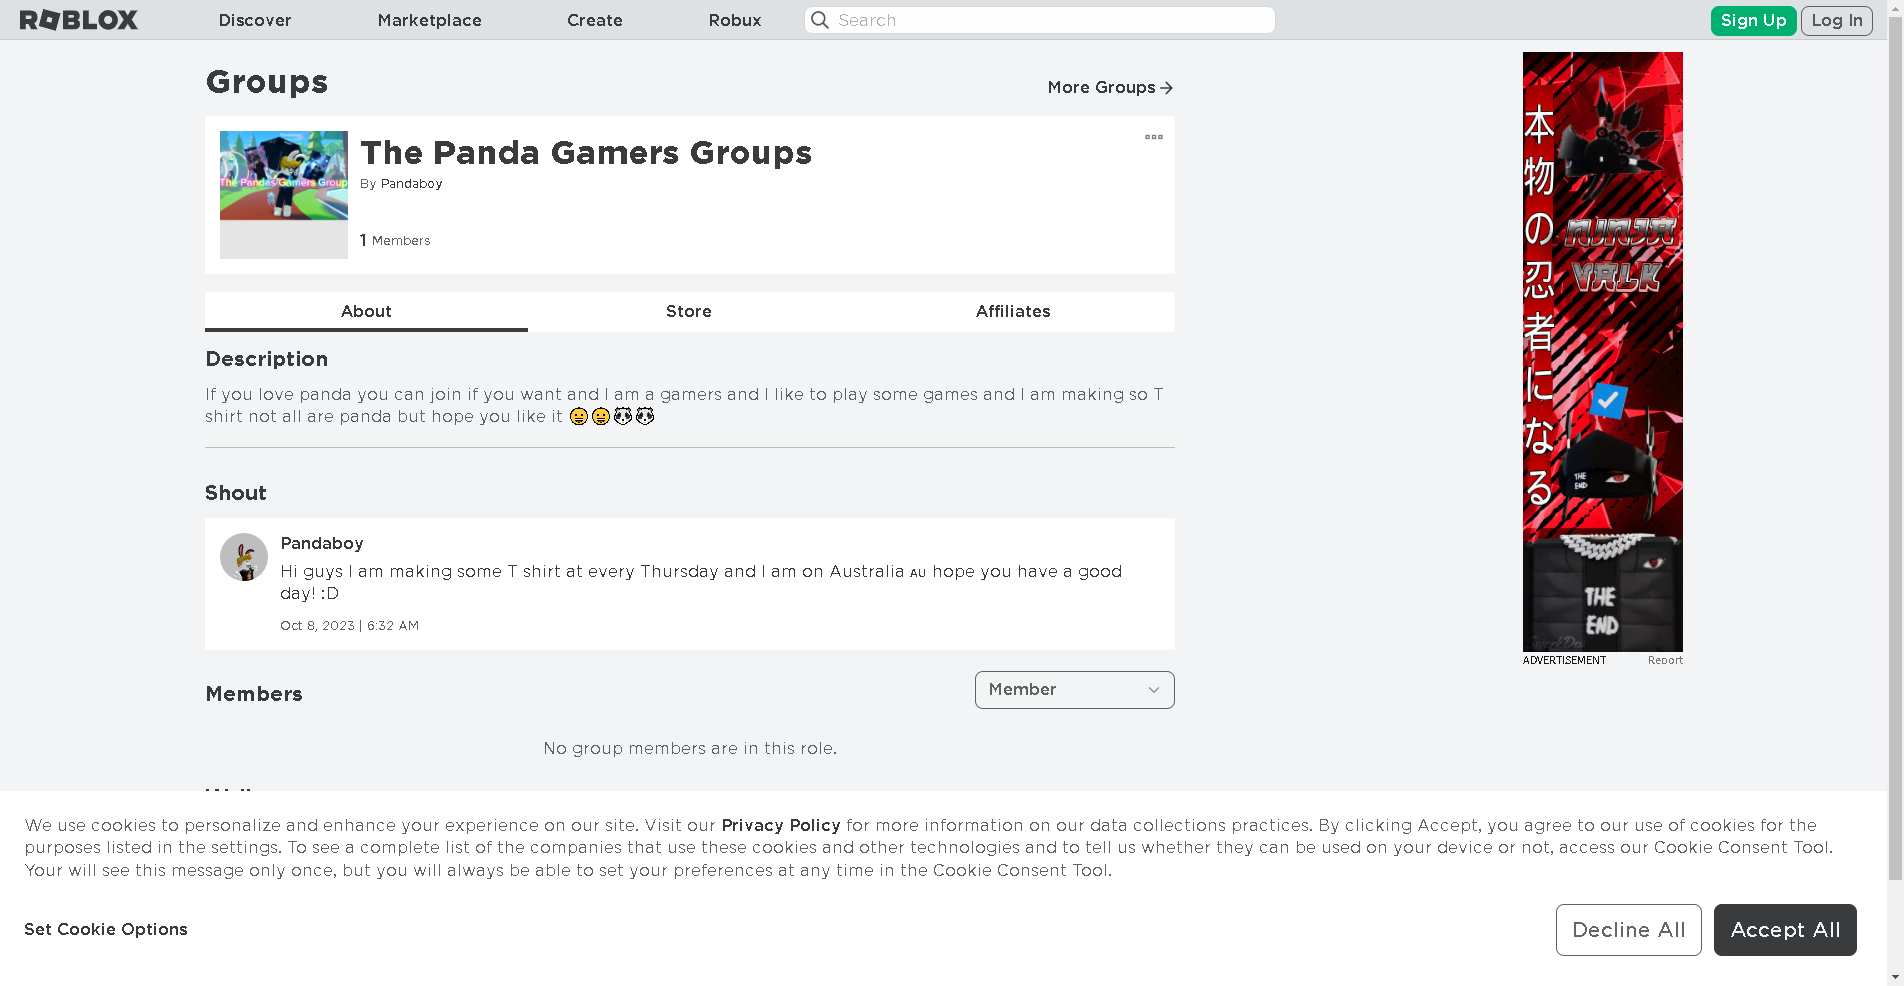 ROBLOX
Discover
Marketplace
Create
Robux
Search
Sign Up
Log In
Groups
More Groups
The Panda Gamers Groups
By Pandaboy
The Pandas Gamers Group
1 Members
About
Store
Affiliates
Description
If you love panda you can join if you want and I am a gamers and I like to play some games and I am making so T
shirt not all are panda but hope you like it 😀😀🐼🐼
Shout
Pandaboy
Hi guys I am making some T shirt at every Thursday and I am on Australia AU hope you have a good
day! :D
Oct 8, 2023 | 6:32 AM
Members
Member
No group members are in this role.
本物の忍者になる
NINJA
VALK
THE
END
THE
END
ADVERTISEMENT
Report
We use cookies to personalize and enhance your experience on our site. Visit our Privacy Policy for more information on our data collections practices. By clicking Accept, you agree to our use of cookies for the
purposes listed in the settings. To see a complete list of the companies that use these cookies and other technologies and to tell us whether they can be used on your device or not, access our Cookie Consent Tool.
Your will see this message only once, but you will always be able to set your preferences at any time in the Cookie Consent Tool.
Set Cookie Options
Decline All
Accept All